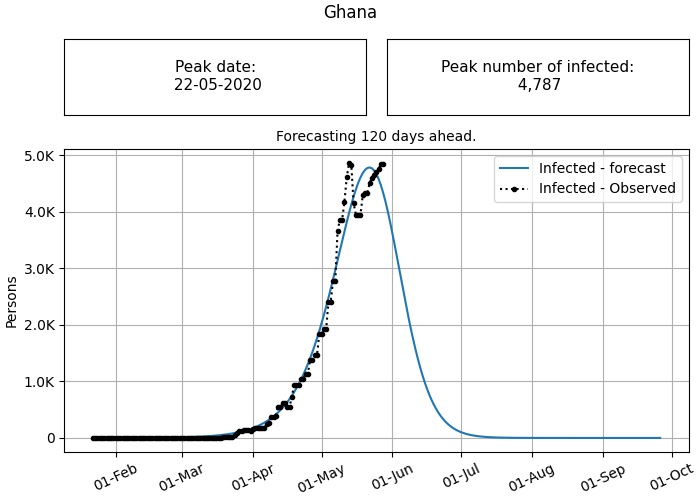 Ghana
Peak date:
22-05-2020
Peak number of infected:
4,787
Forecasting 120 days ahead.
5.0K
4.0K
3.0K
2.0K
1.0K
0
Persons
Infected - forecast
Infected - Observed
01-Feb
01-Mar
01-Apr
01-May
01-Jun
01-Jul
01-Aug
01-Sep
01-Oct